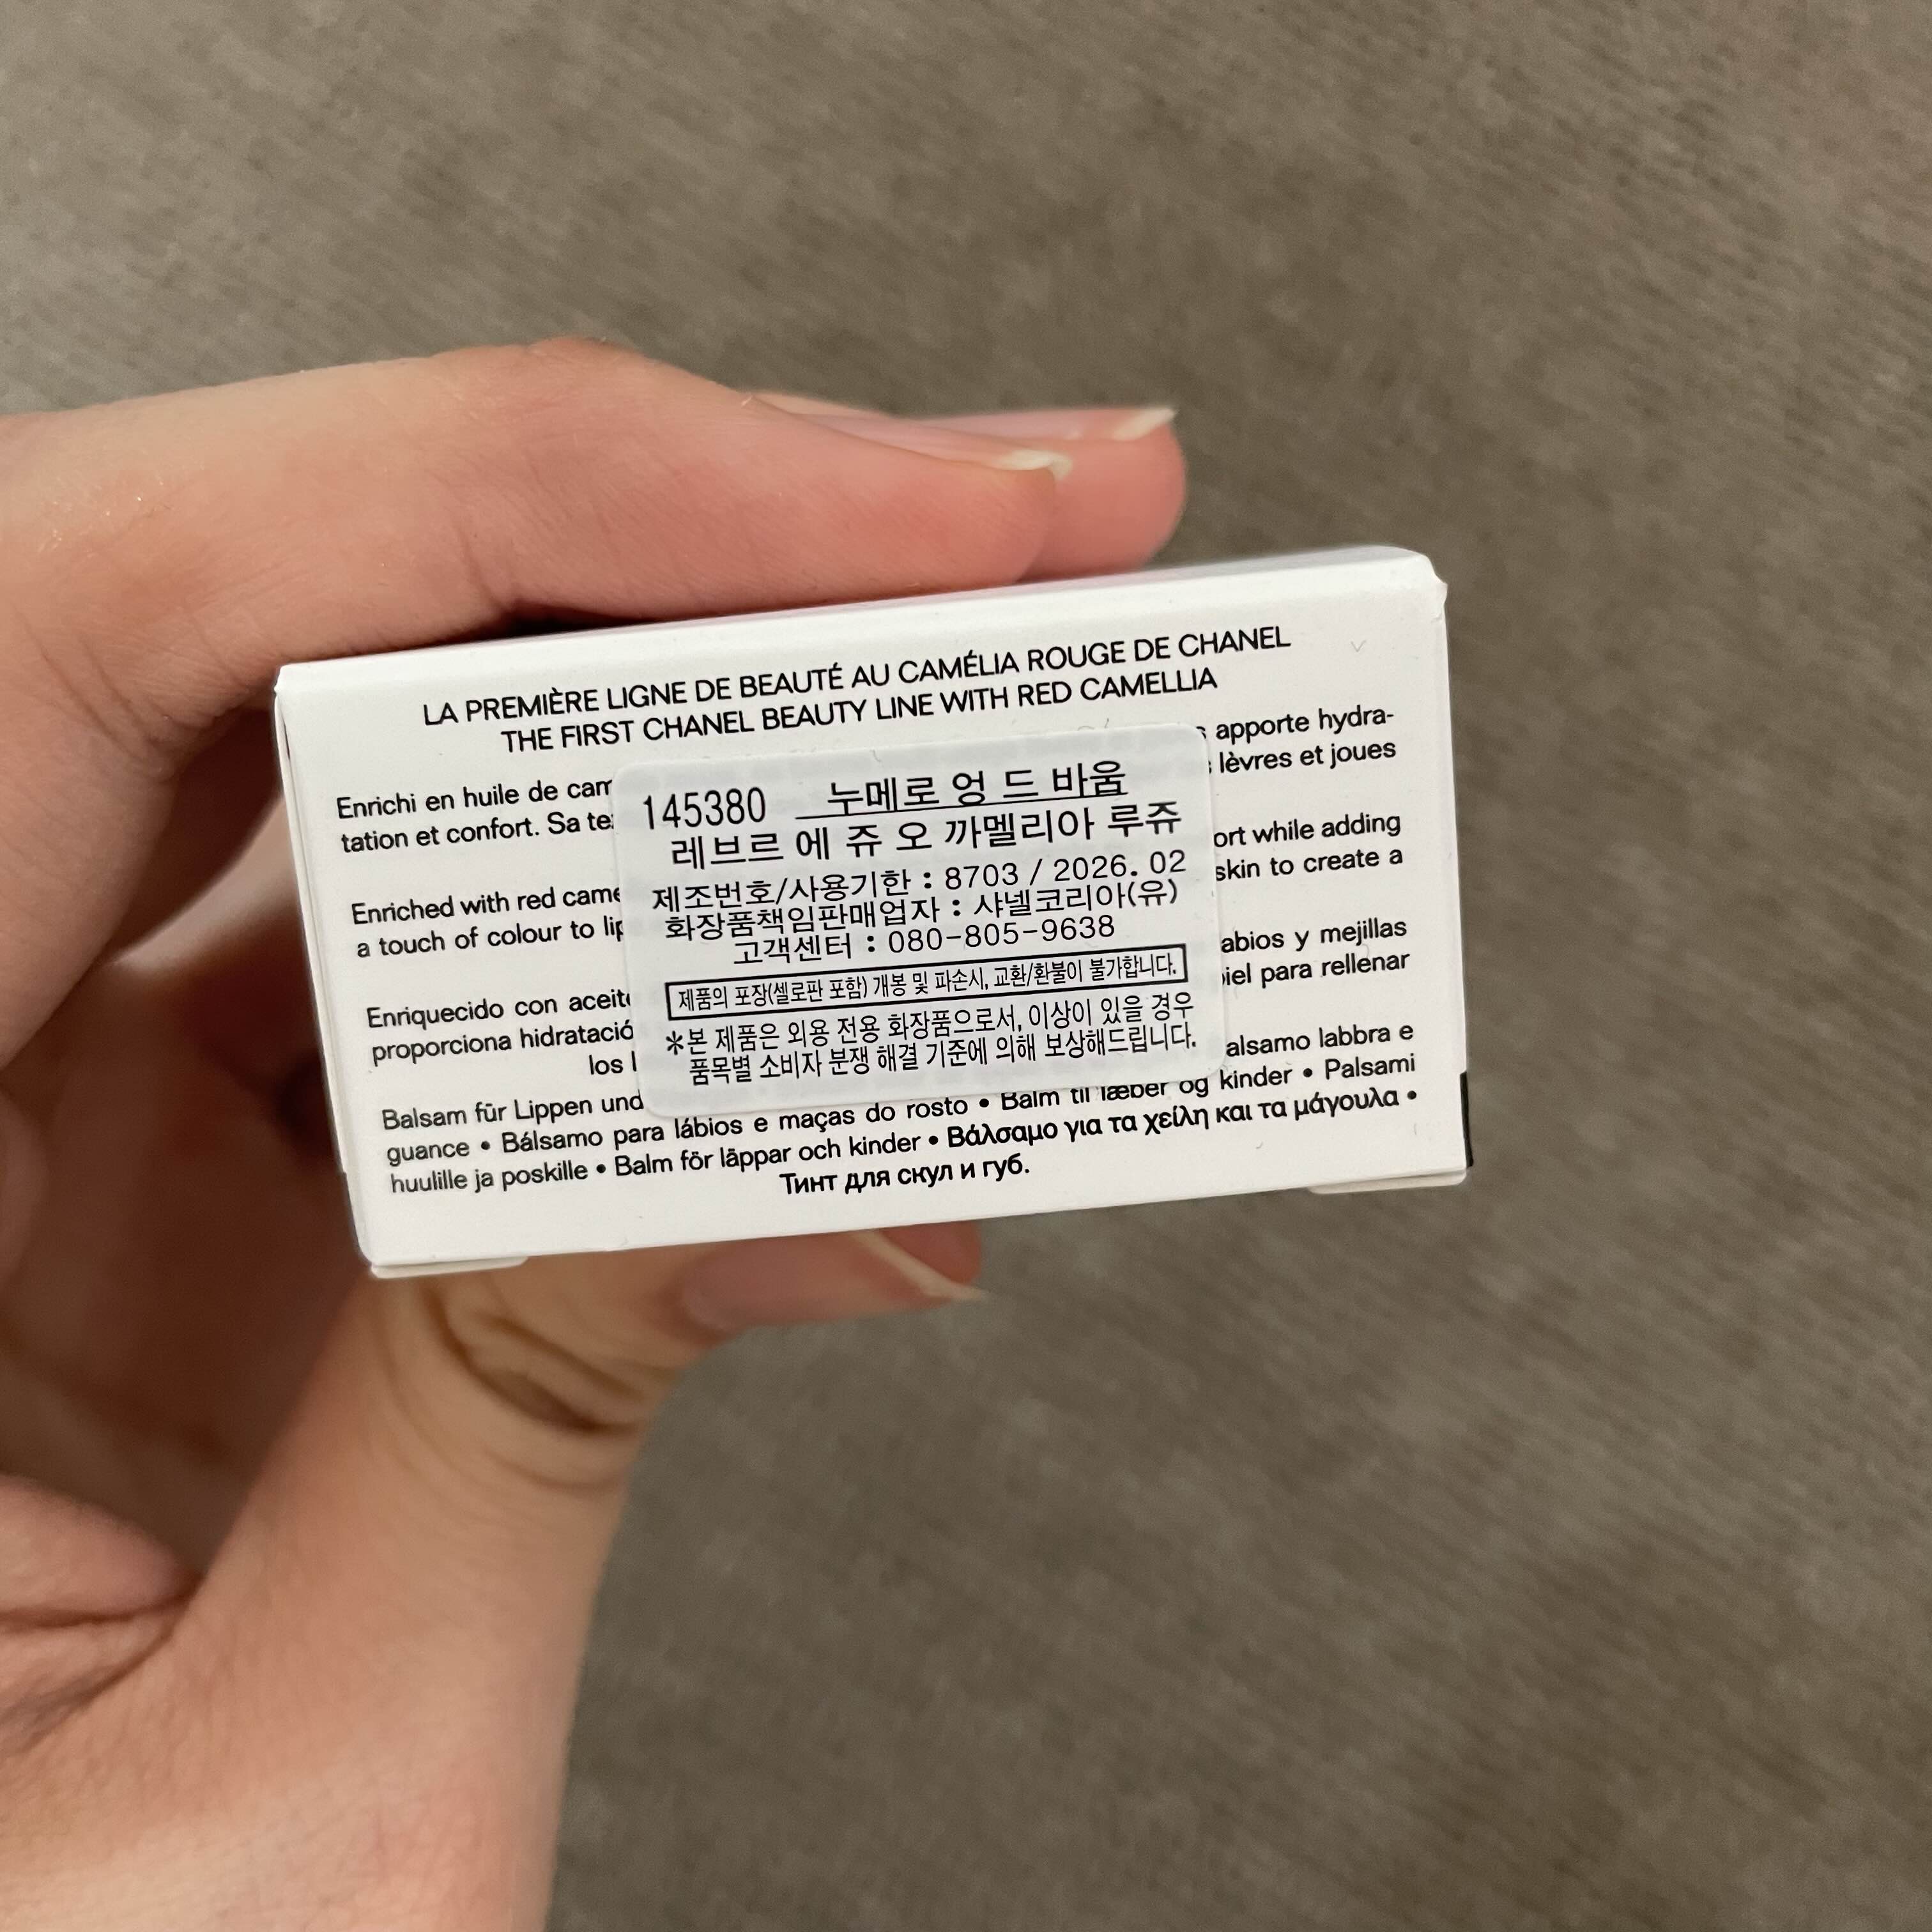 LA PREMIÈRE LIGNE DE BEAUTÉ AU CAMÉLIA ROUGE DE CHANEL
THE FIRST CHANEL BEAUTY LINE WITH RED CAMELLIA
Enrichi en huile de cam apporte hydra-
tation et confort. Sa te lèvres et joues
Enriched with red came ort while adding
a touch of colour to lip skin to create a
Enriquecido con aceite abios y mejillas
proporciona hidratació iel para rellenar
los l
145380 누메로 엉 드 바움
레브르 에 쥬 오 까멜리아 루쥬
제조번호/사용기한 : 8703 / 2026. 02
화장품책임판매업자 : 샤넬코리아(유)
고객센터 : 080-805-9638
제품의 포장(셀로판 포함) 개봉 및 파손시, 교환/환불이 불가합니다.
*본 제품은 외용 전용 화장품으로서, 이상이 있을 경우
품목별 소비자 분쟁 해결 기준에 의해 보상해드립니다.
Balsam für Lippen und alsamo labbra e
guance • Bálsamo para lábios e maças do rosto • Balm til læber og kinder • Palsami
huulille ja poskille • Balm för läppar och kinder • Βάλσαμο για τα χείλη και τα μάγουλα •
Тинт для скул и губ.